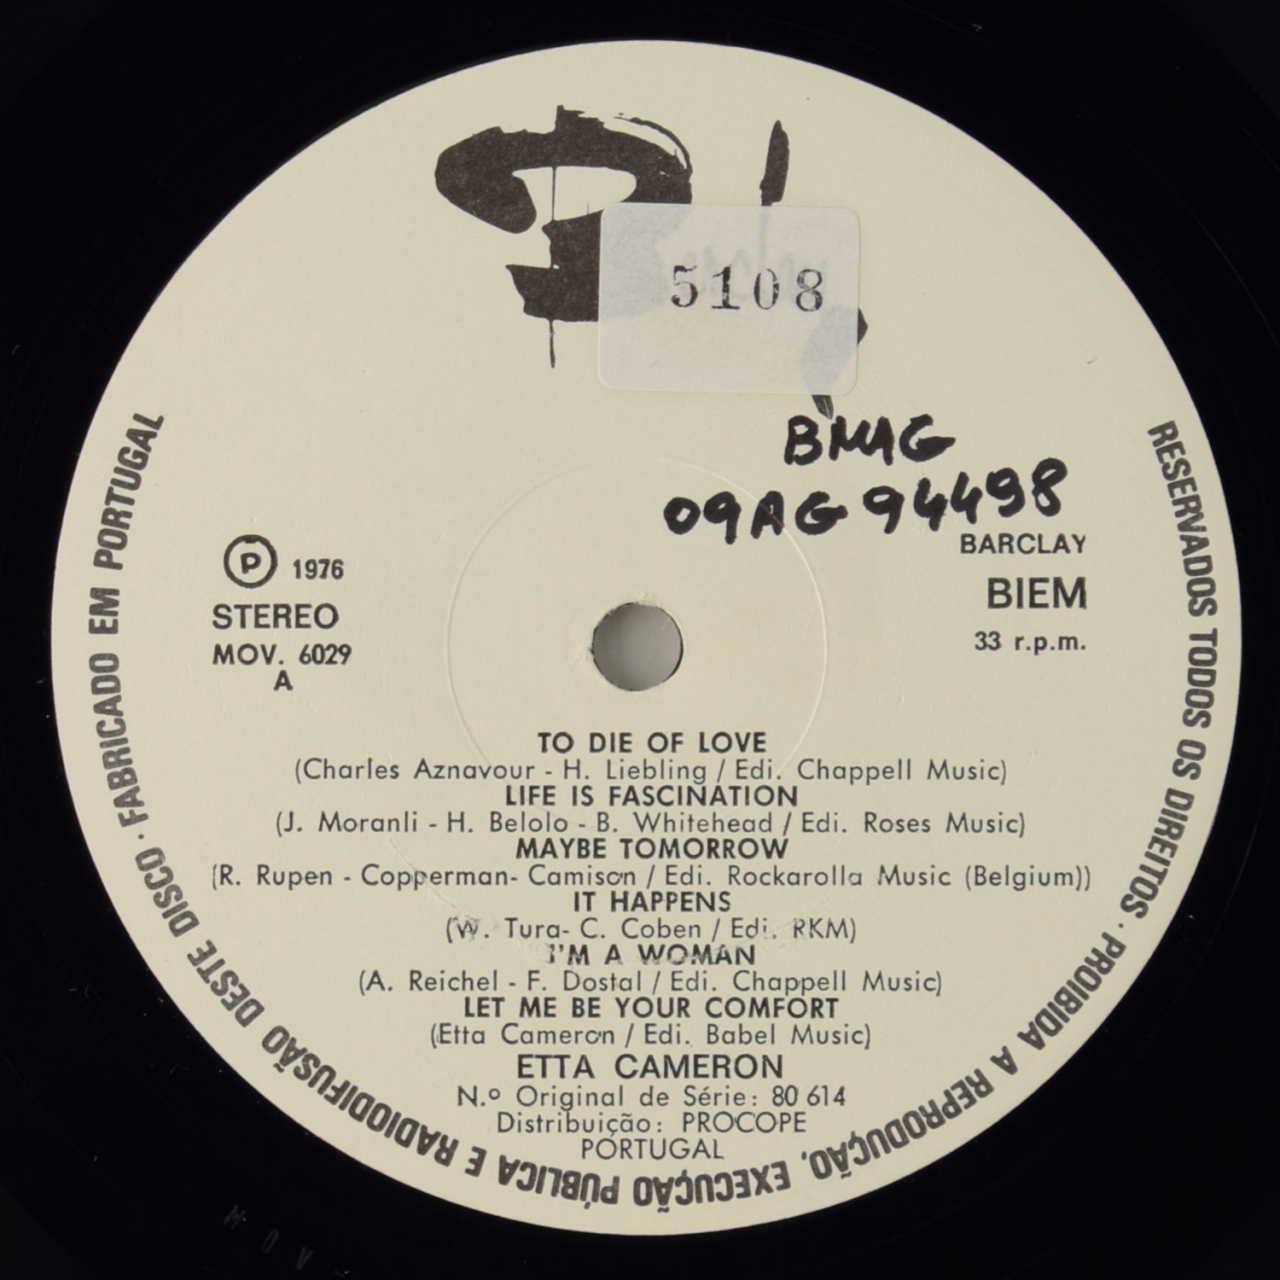 5108
BMAG
09AG94498
BARCLAY
BIEM
33 r.p.m.
P 1976
STEREO
MOV. 6029
A
TO DIE OF LOVE
(Charles Aznavour - H. Liebling / Edi. Chappell Music)
LIFE IS FASCINATION
(J. Moranli - H. Belolo - B. Whitehead / Edi. Roses Music)
MAYBE TOMORROW
(R. Rupen - Copperman- Camison / Edi. Rockarolla Music (Belgium))
IT HAPPENS
(W. Tura- C. Coben / Edi. RKM)
I'M A WOMAN
(A. Reichel - F. Dostal / Edi. Chappell Music)
LET ME BE YOUR COMFORT
(Etta Cameron / Edi. Babel Music)
ETTA CAMERON
N.º Original de Série: 80 614
Distribuição: PROCOPE
PORTUGAL
RESERVADOS TODOS OS DIREITOS · PROIBIDA A REPRODUÇÃO, EXECUÇÃO PÚBLICA E RADIODIFUSÃO DESTE DISCO · FABRICADO EM PORTUGAL